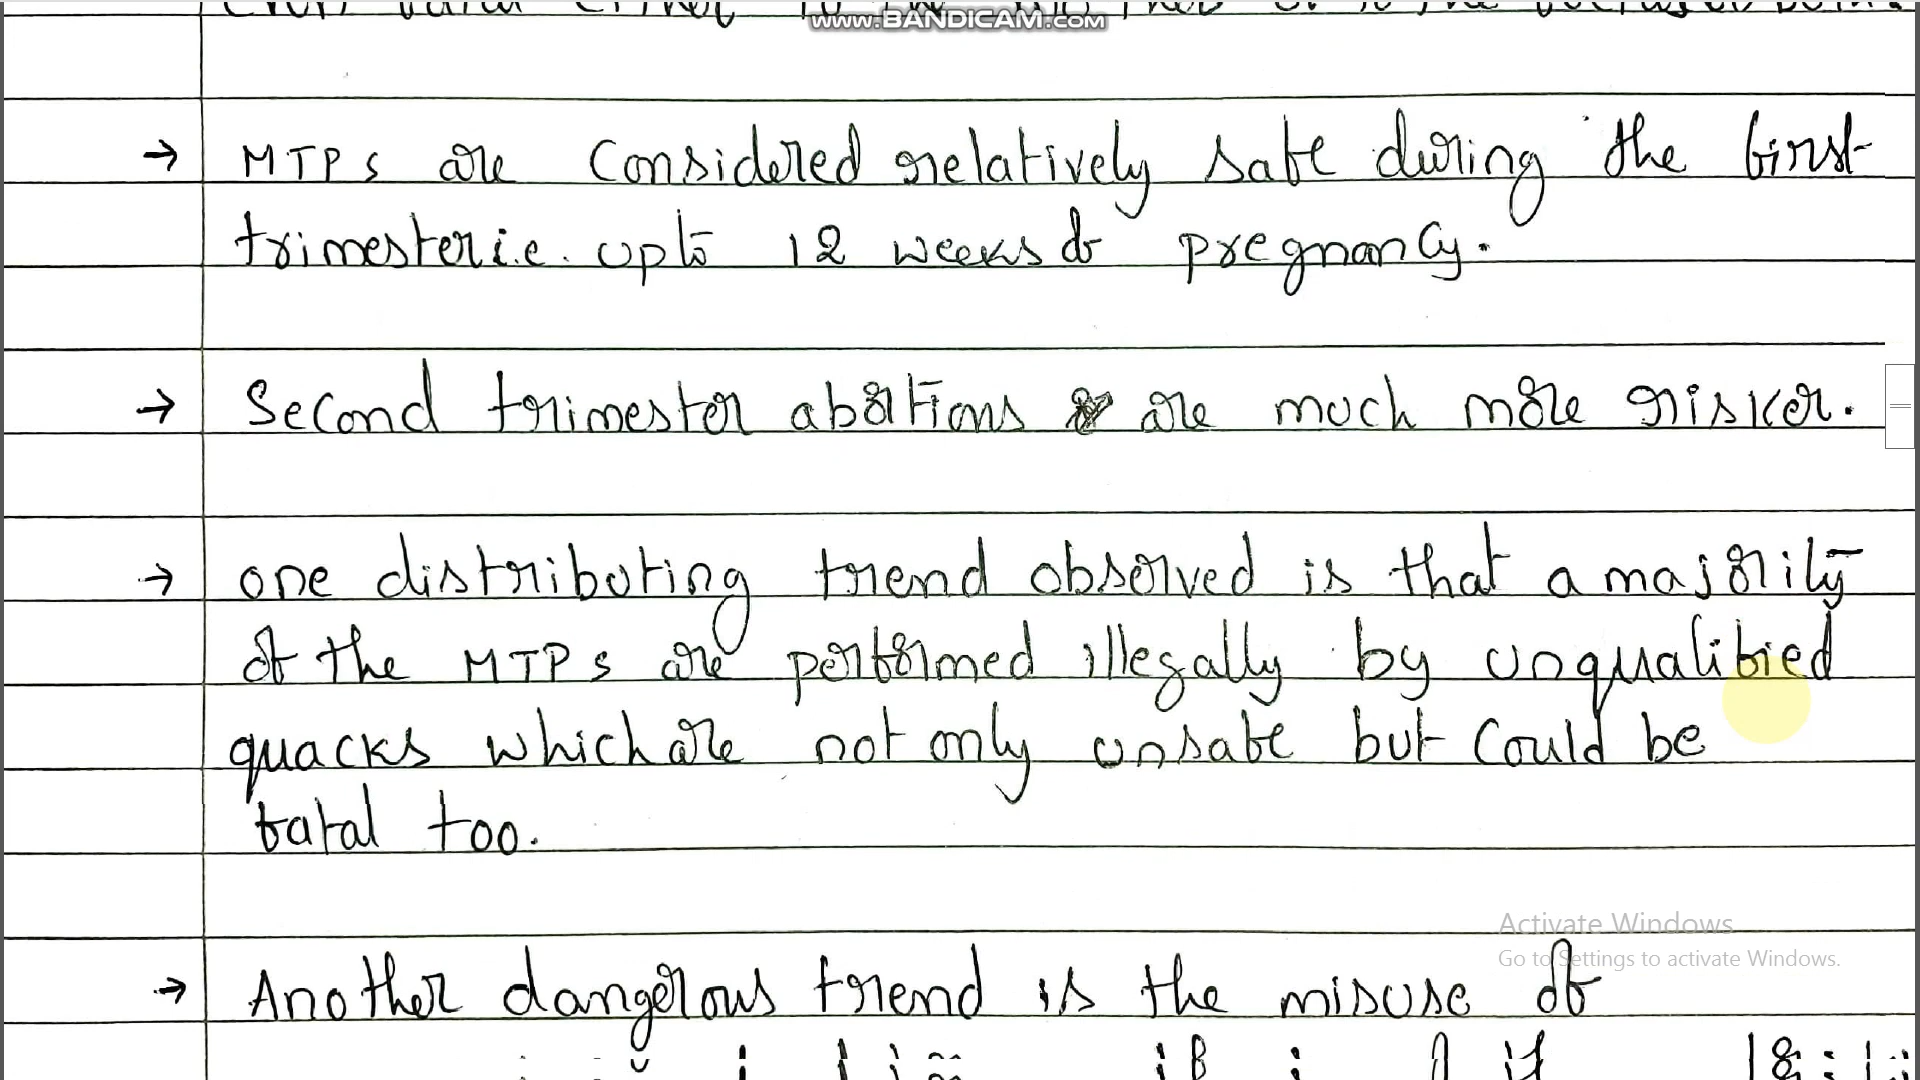 www.BANDICAM.com
→ MTPs are considered relatively safe during the first
trimester i.e. upto 12 weeks of pregnancy.
→ Second trimester abortions are much more risker.
→ one distributing trend observed is that a majority
of the MTPs are performed illegally by unqualified
quacks which are not only unsafe but could be
fatal too.
Activate Windows
Go to Settings to activate Windows.
→ Another dangerous trend is the misuse of